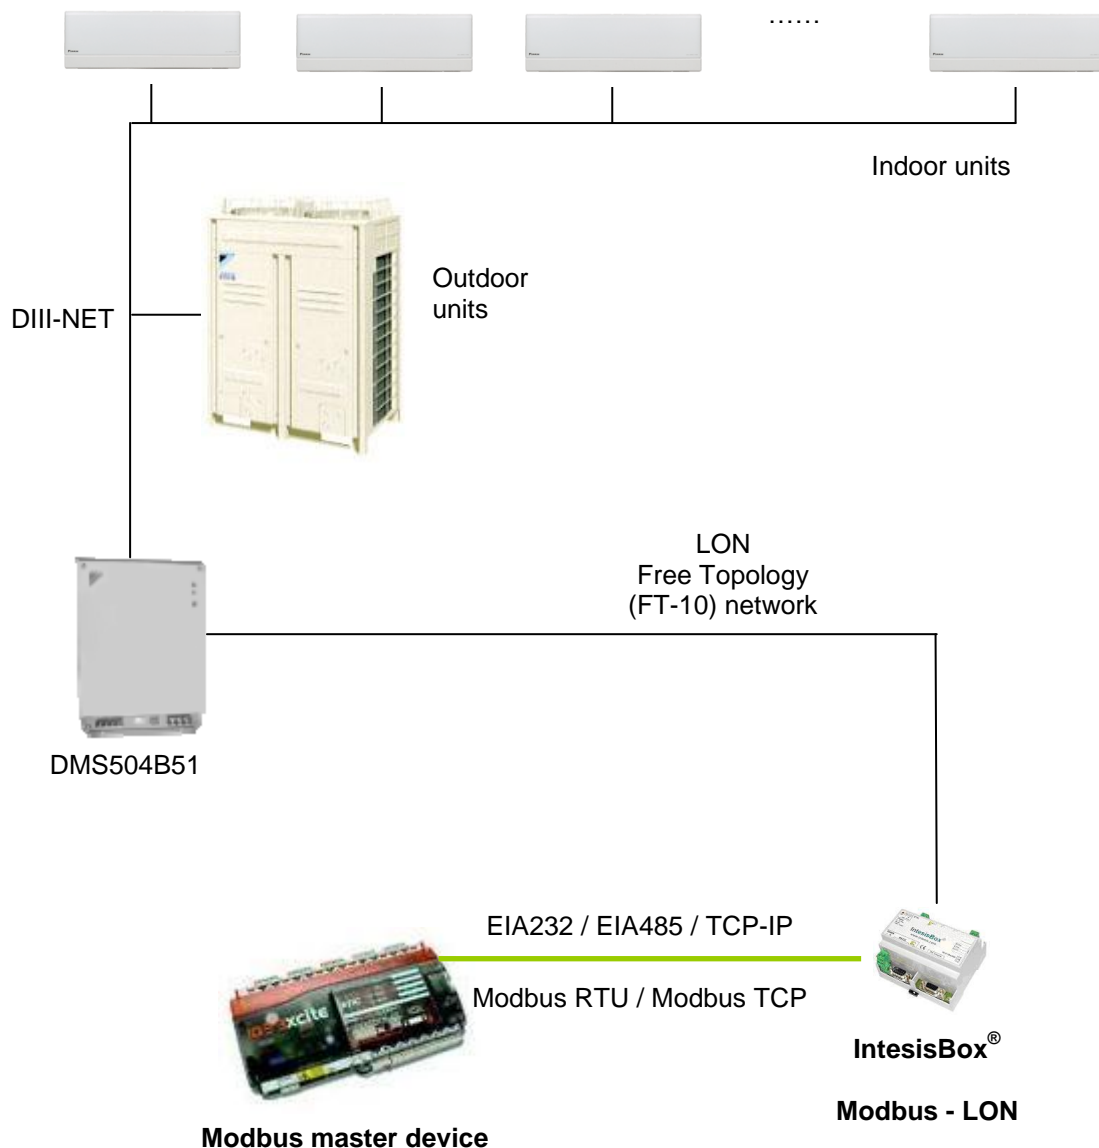 ......
Indoor units
Outdoor
units
DIII-NET
LON
Free Topology
(FT-10) network
DMS504B51
EIA232 / EIA485 / TCP-IP
Modbus RTU / Modbus TCP
IntesisBox
IntesisBox®
Modbus - LON
Modbus master device